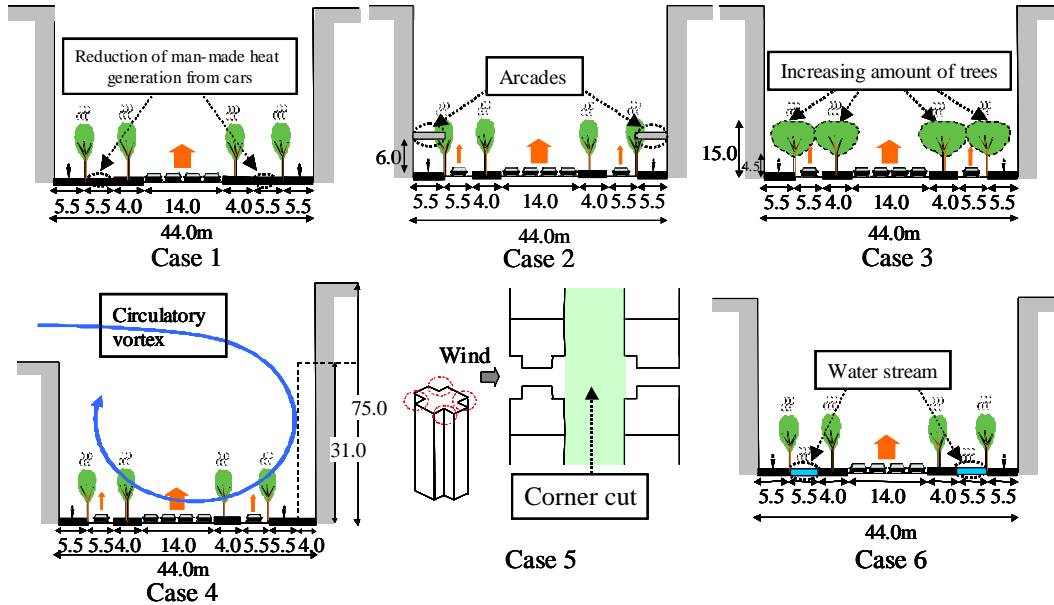 Reduction of man-made heat
generation from cars
5.5 5.5 4.0 14.0 4.0 5.5 5.5
44.0m
Case 1
Arcades
6.0
5.5 5.5 4.0 14.0 4.0 5.5 5.5
44.0m
Case 2
Increasing amount of trees
15.0
4.5
5.5 5.5 4.0 14.0 4.0 5.5 5.5
44.0m
Case 3
Circulatory
vortex
75.0
31.0
5.5 5.5 4.0 14.0 4.0 5.5 5.5 4.0
44.0m
Case 4
Wind
Corner cut
Case 5
Water stream
5.5 5.5 4.0 14.0 4.0 5.5 5.5
44.0m
Case 6